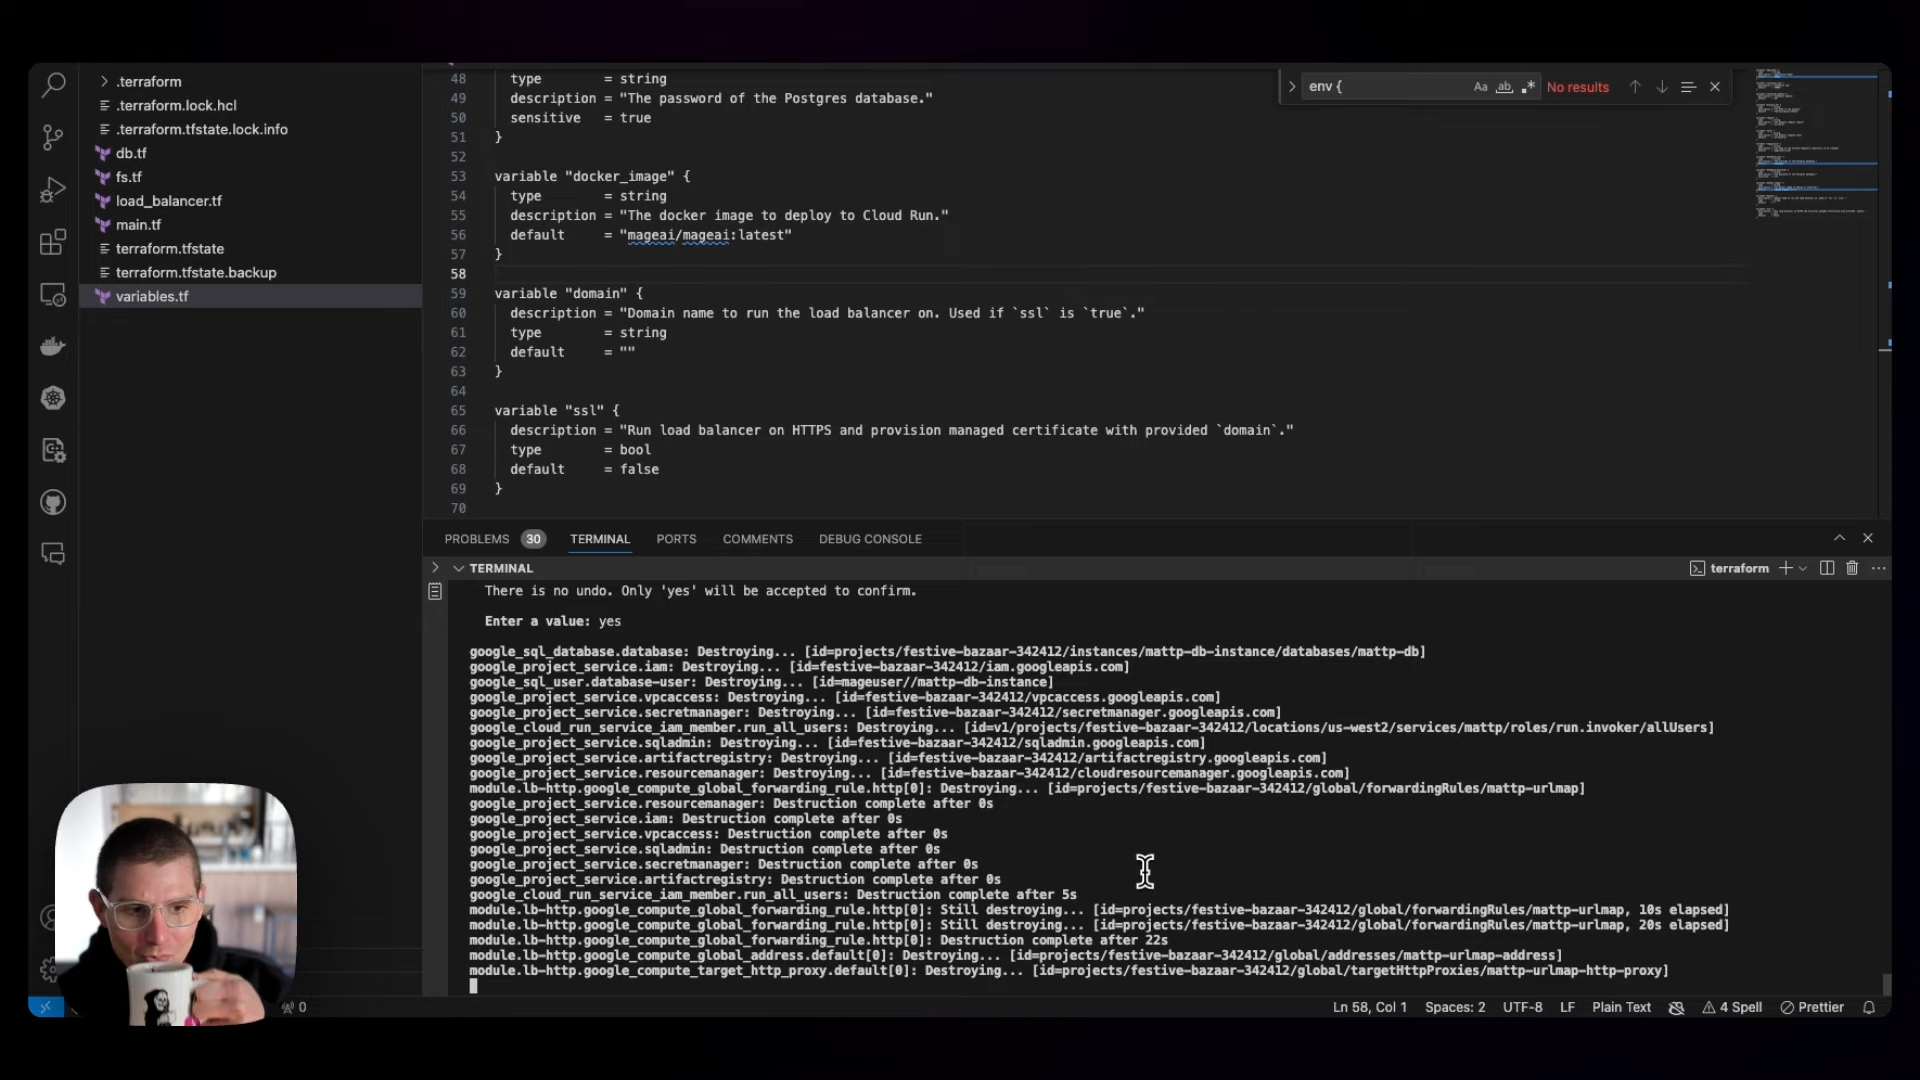 .terraform
.terraform.lock.hcl
.terraform.tfstate.lock.info
db.tf
fs.tf
load_balancer.tf
main.tf
terraform.tfstate
terraform.tfstate.backup
variables.tf
env {
Aa ab .* No results
48 type = string
49 description = "The password of the Postgres database."
50 sensitive = true
51 }
52
53 variable "docker_image" {
54 type = string
55 description = "The docker image to deploy to Cloud Run."
56 default = "mageai/mageai:latest"
57 }
58
59 variable "domain" {
60 description = "Domain name to run the load balancer on. Used if `ssl` is `true`."
61 type = string
62 default = ""
63 }
64
65 variable "ssl" {
66 description = "Run load balancer on HTTPS and provision managed certificate with provided `domain`."
67 type = bool
68 default = false
69 }
70
PROBLEMS 30 TERMINAL PORTS COMMENTS DEBUG CONSOLE
TERMINAL
terraform
There is no undo. Only 'yes' will be accepted to confirm.
Enter a value: yes
google_sql_database.database: Destroying... [id=projects/festive-bazaar-342412/instances/mattp-db-instance/databases/mattp-db]
google_project_service.iam: Destroying... [id=festive-bazaar-342412/iam.googleapis.com]
google_sql_user.database-user: Destroying... [id=mageuser//mattp-db-instance]
google_project_service.vpcaccess: Destroying... [id=festive-bazaar-342412/vpcaccess.googleapis.com]
google_project_service.secretmanager: Destroying... [id=festive-bazaar-342412/secretmanager.googleapis.com]
google_cloud_run_service_iam_member.run_all_users: Destroying... [id=v1/projects/festive-bazaar-342412/locations/us-west2/services/mattp/roles/run.invoker/allUsers]
google_project_service.sqladmin: Destroying... [id=festive-bazaar-342412/sqladmin.googleapis.com]
google_project_service.artifactregistry: Destroying... [id=festive-bazaar-342412/artifactregistry.googleapis.com]
google_project_service.resourcemanager: Destroying... [id=festive-bazaar-342412/cloudresourcemanager.googleapis.com]
module.lb-http.google_compute_global_forwarding_rule.http[0]: Destroying... [id=projects/festive-bazaar-342412/global/forwardingRules/mattp-urlmap]
google_project_service.resourcemanager: Destruction complete after 0s
google_project_service.iam: Destruction complete after 0s
google_project_service.vpcaccess: Destruction complete after 0s
google_project_service.sqladmin: Destruction complete after 0s
google_project_service.secretmanager: Destruction complete after 0s
google_project_service.artifactregistry: Destruction complete after 0s
google_cloud_run_service_iam_member.run_all_users: Destruction complete after 5s
module.lb-http.google_compute_global_forwarding_rule.http[0]: Still destroying... [id=projects/festive-bazaar-342412/global/forwardingRules/mattp-urlmap, 10s elapsed]
module.lb-http.google_compute_global_forwarding_rule.http[0]: Still destroying... [id=projects/festive-bazaar-342412/global/forwardingRules/mattp-urlmap, 20s elapsed]
module.lb-http.google_compute_global_forwarding_rule.http[0]: Destruction complete after 22s
module.lb-http.google_compute_global_address.default[0]: Destroying... [id=projects/festive-bazaar-342412/global/addresses/mattp-urlmap-address]
module.lb-http.google_compute_target_http_proxy.default[0]: Destroying... [id=projects/festive-bazaar-342412/global/targetHttpProxies/mattp-urlmap-http-proxy]
0
Ln 58, Col 1 Spaces: 2 UTF-8 LF Plain Text 4 Spell Prettier